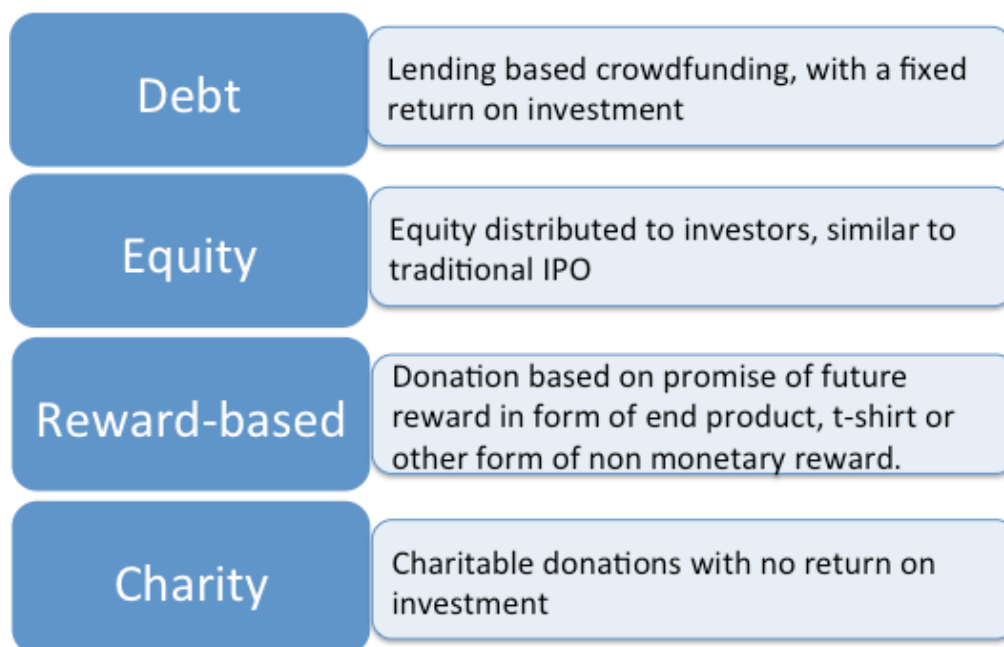 Debt
Lending based crowdfunding, with a fixed
return on investment
Equity
Equity distributed to investors, similar to
traditional IPO
Reward-based
Donation based on promise of future
reward in form of end product, t-shirt or
other form of non monetary reward.
Charity
Charitable donations with no return on
investment